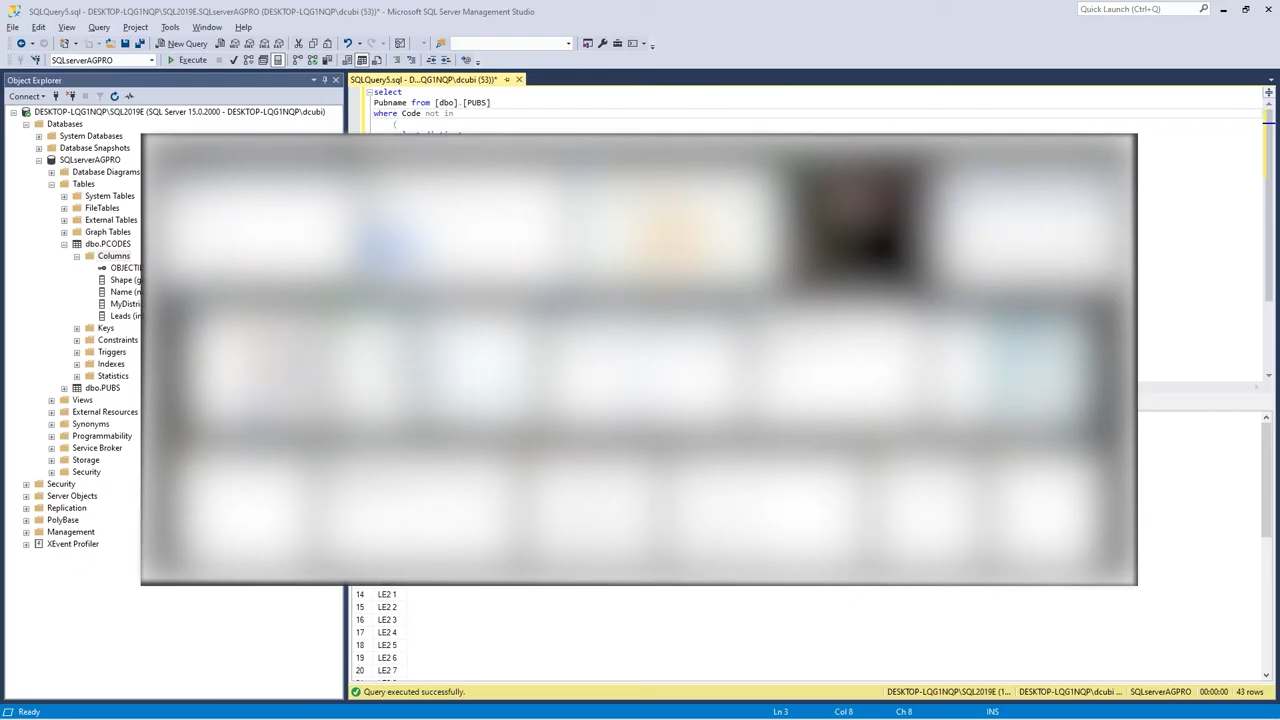 SQLQuery5.sql - DESKTOP-LQG1NQP\SQL2019E.SQLserverAGPRO (DESKTOP-LQG1NQP\dcubi (53))* - Microsoft SQL Server Management Studio
Quick Launch (Ctrl+Q)
File Edit View Query Project Tools Window Help
New Query
SQLserverAGPRO Execute
Object Explorer
SQLQuery5.sql - D...QG1NQP\dcubi (53))*
Connect
select
Pubname from [dbo].[PUBS]
where Code not in
(
DESKTOP-LQG1NQP\SQL2019E (SQL Server 15.0.2000 - DESKTOP-LQG1NQP\dcubi)
Databases
System Databases
Database Snapshots
SQLserverAGPRO
Database Diagrams
Tables
System Tables
FileTables
External Tables
Graph Tables
dbo.PCODES
Columns
OBJECTI
Shape (g
Name (n
MyDistri
Leads (in
Keys
Constraints
Triggers
Indexes
Statistics
dbo.PUBS
Views
External Resources
Synonyms
Programmability
Service Broker
Storage
Security
Security
Server Objects
Replication
PolyBase
Management
XEvent Profiler
14 LE2 1
15 LE2 2
16 LE2 3
17 LE2 4
18 LE2 5
19 LE2 6
20 LE2 7
Query executed successfully.
DESKTOP-LQG1NQP\SQL2019E (1... DESKTOP-LQG1NQP\dcubi ... SQLserverAGPRO 00:00:00 43 rows
Ready Ln 3 Col 8 Ch 8 INS